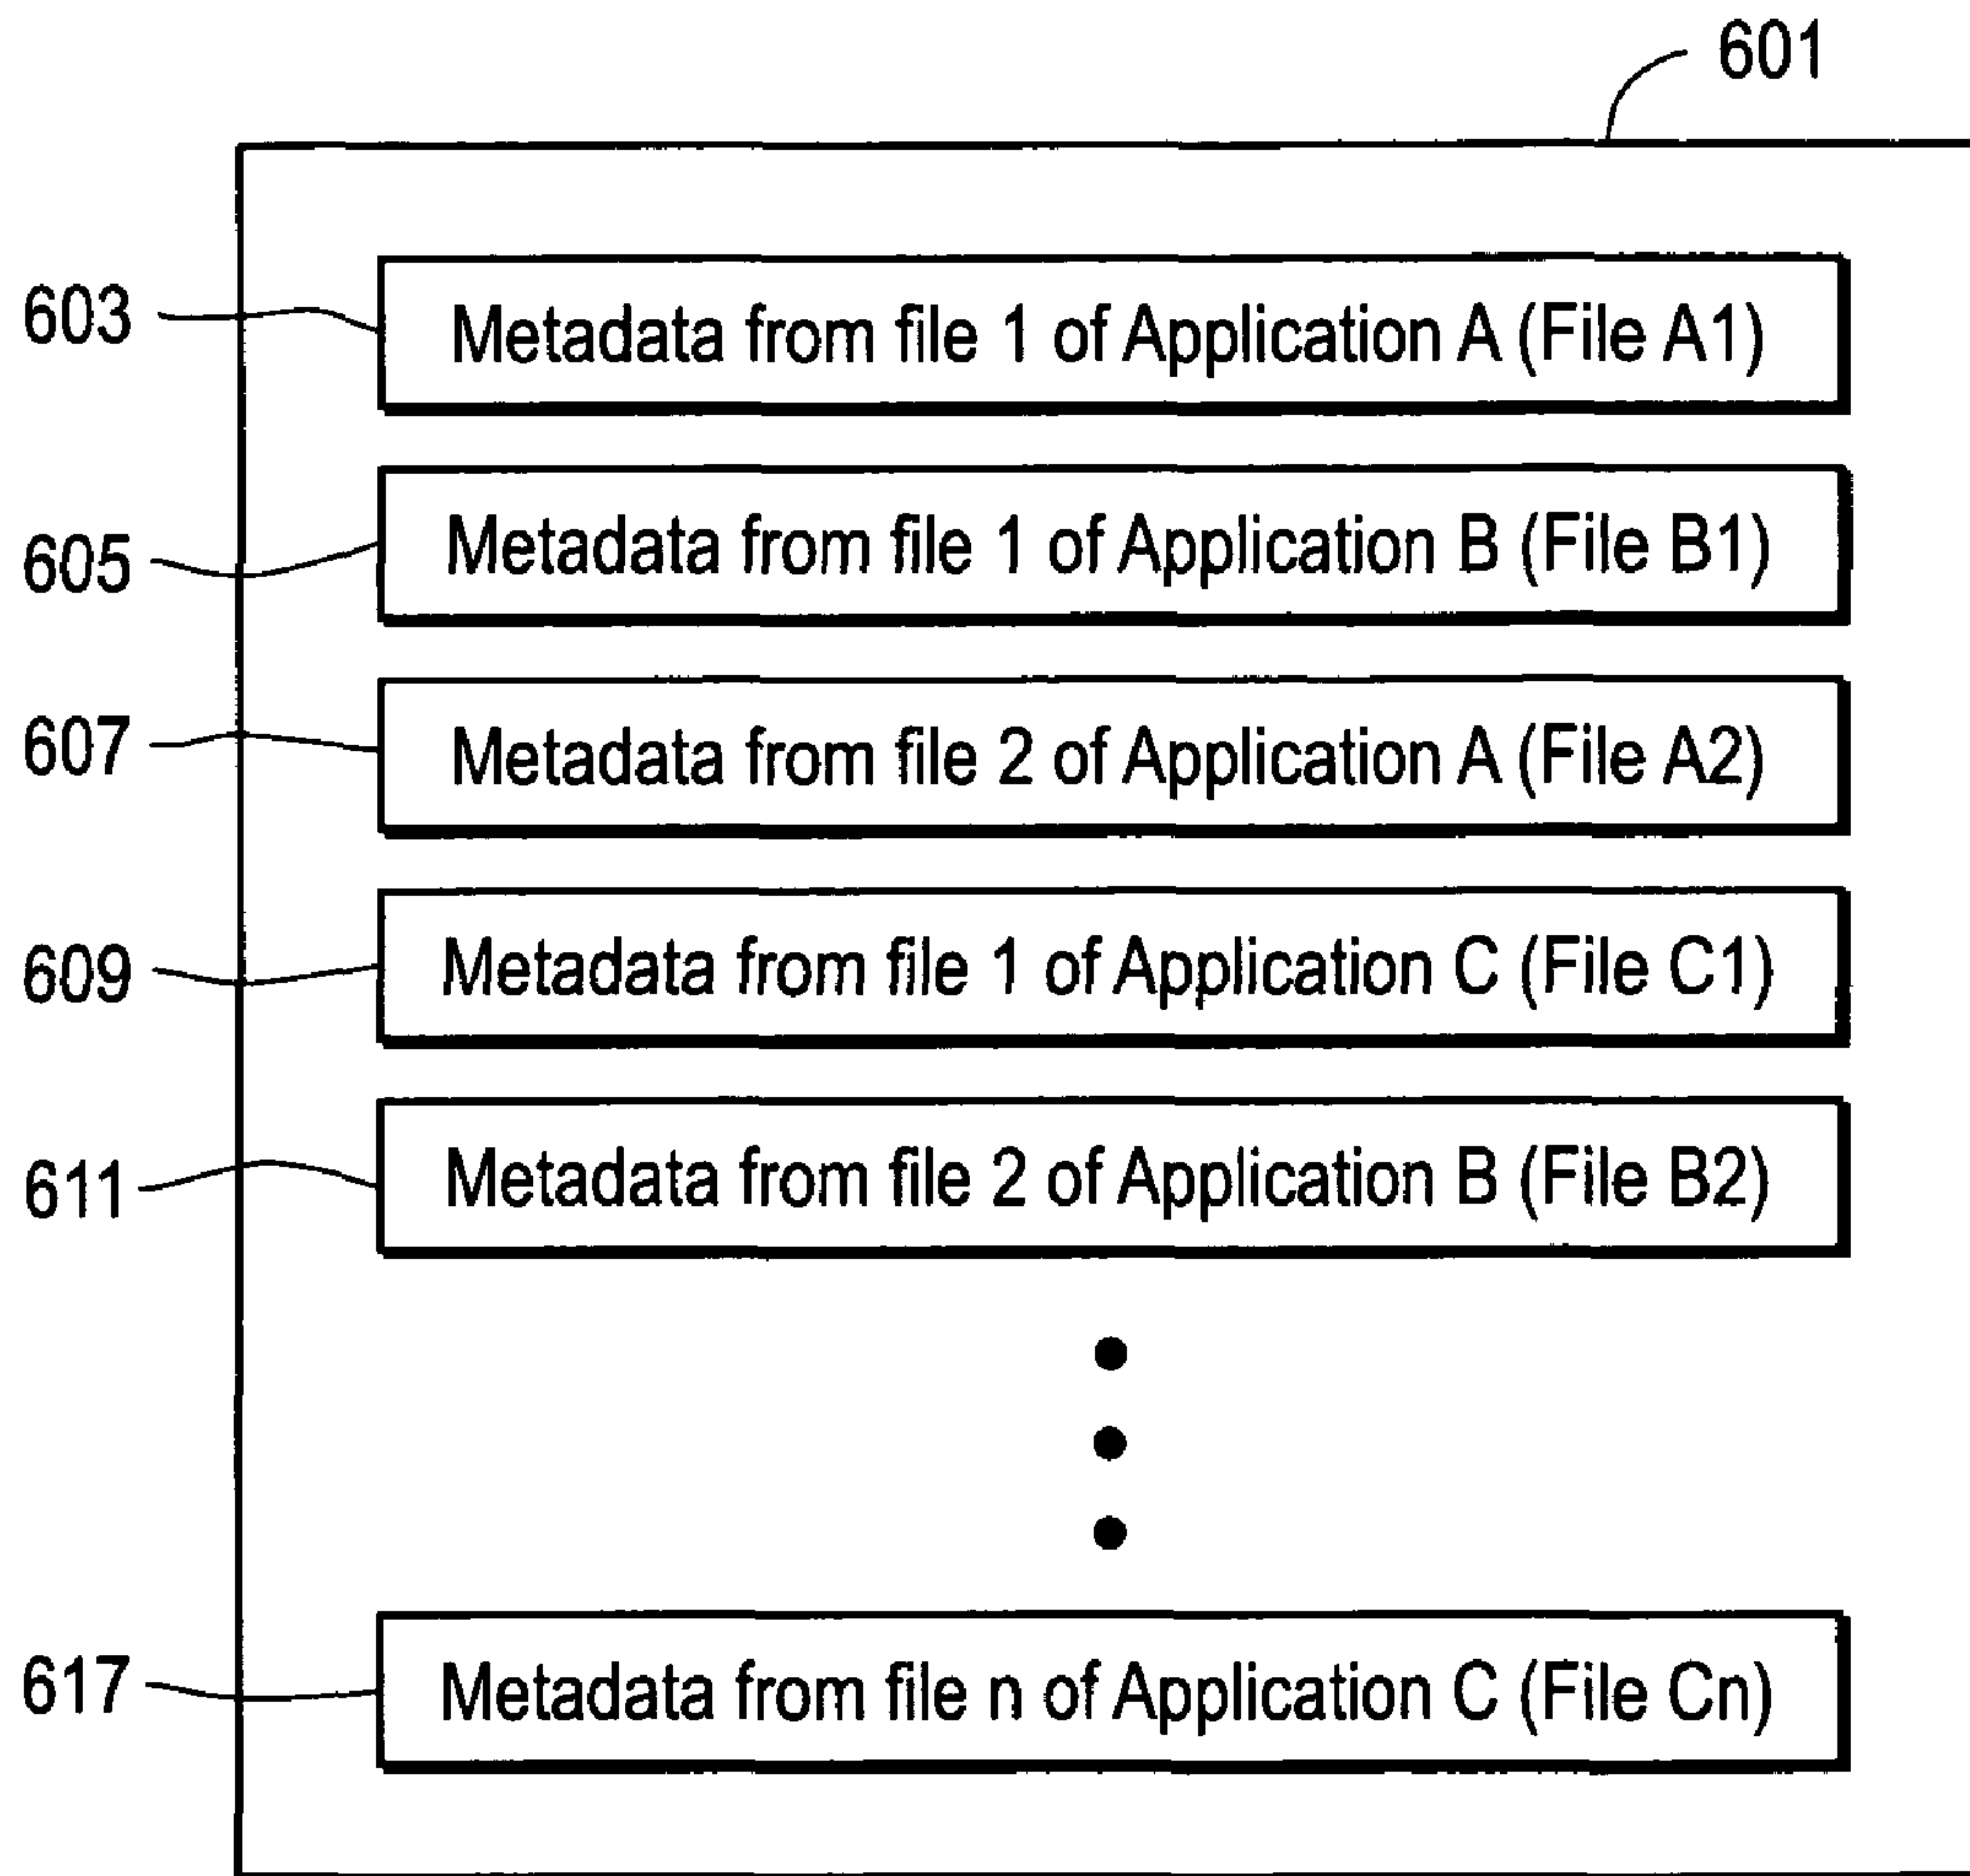 601
603 Metadata from file 1 of Application A (File A1)
605 Metadata from file 1 of Application B (File B1)
607 Metadata from file 2 of Application A (File A2)
609 Metadata from file 1 of Application C (File C1)
611 Metadata from file 2 of Application B (File B2)
617 Metadata from file n of Application C (File Cn)